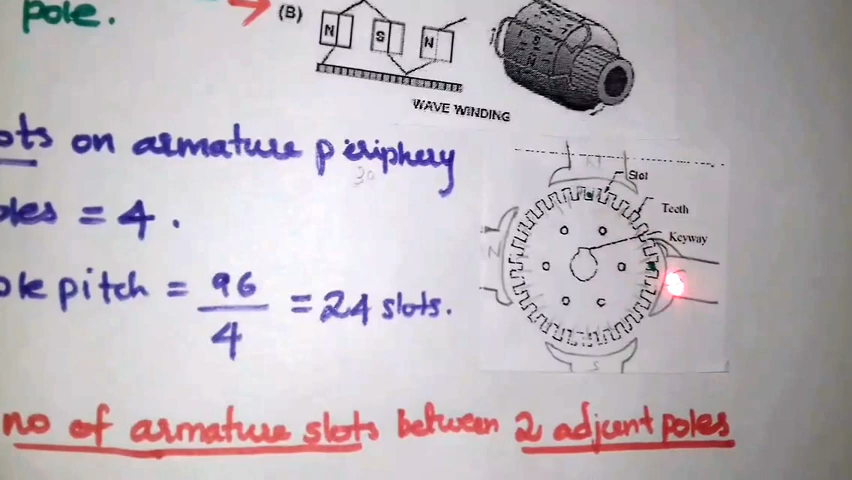 pole.
(B)
N S N
WAVE WINDING
ots on armature periphery
30
Slot
Teeth
Keyway
N
S
oles = 4.
ole pitch = 96/4 = 24 slots.
no of armature slots between 2 adjcent poles